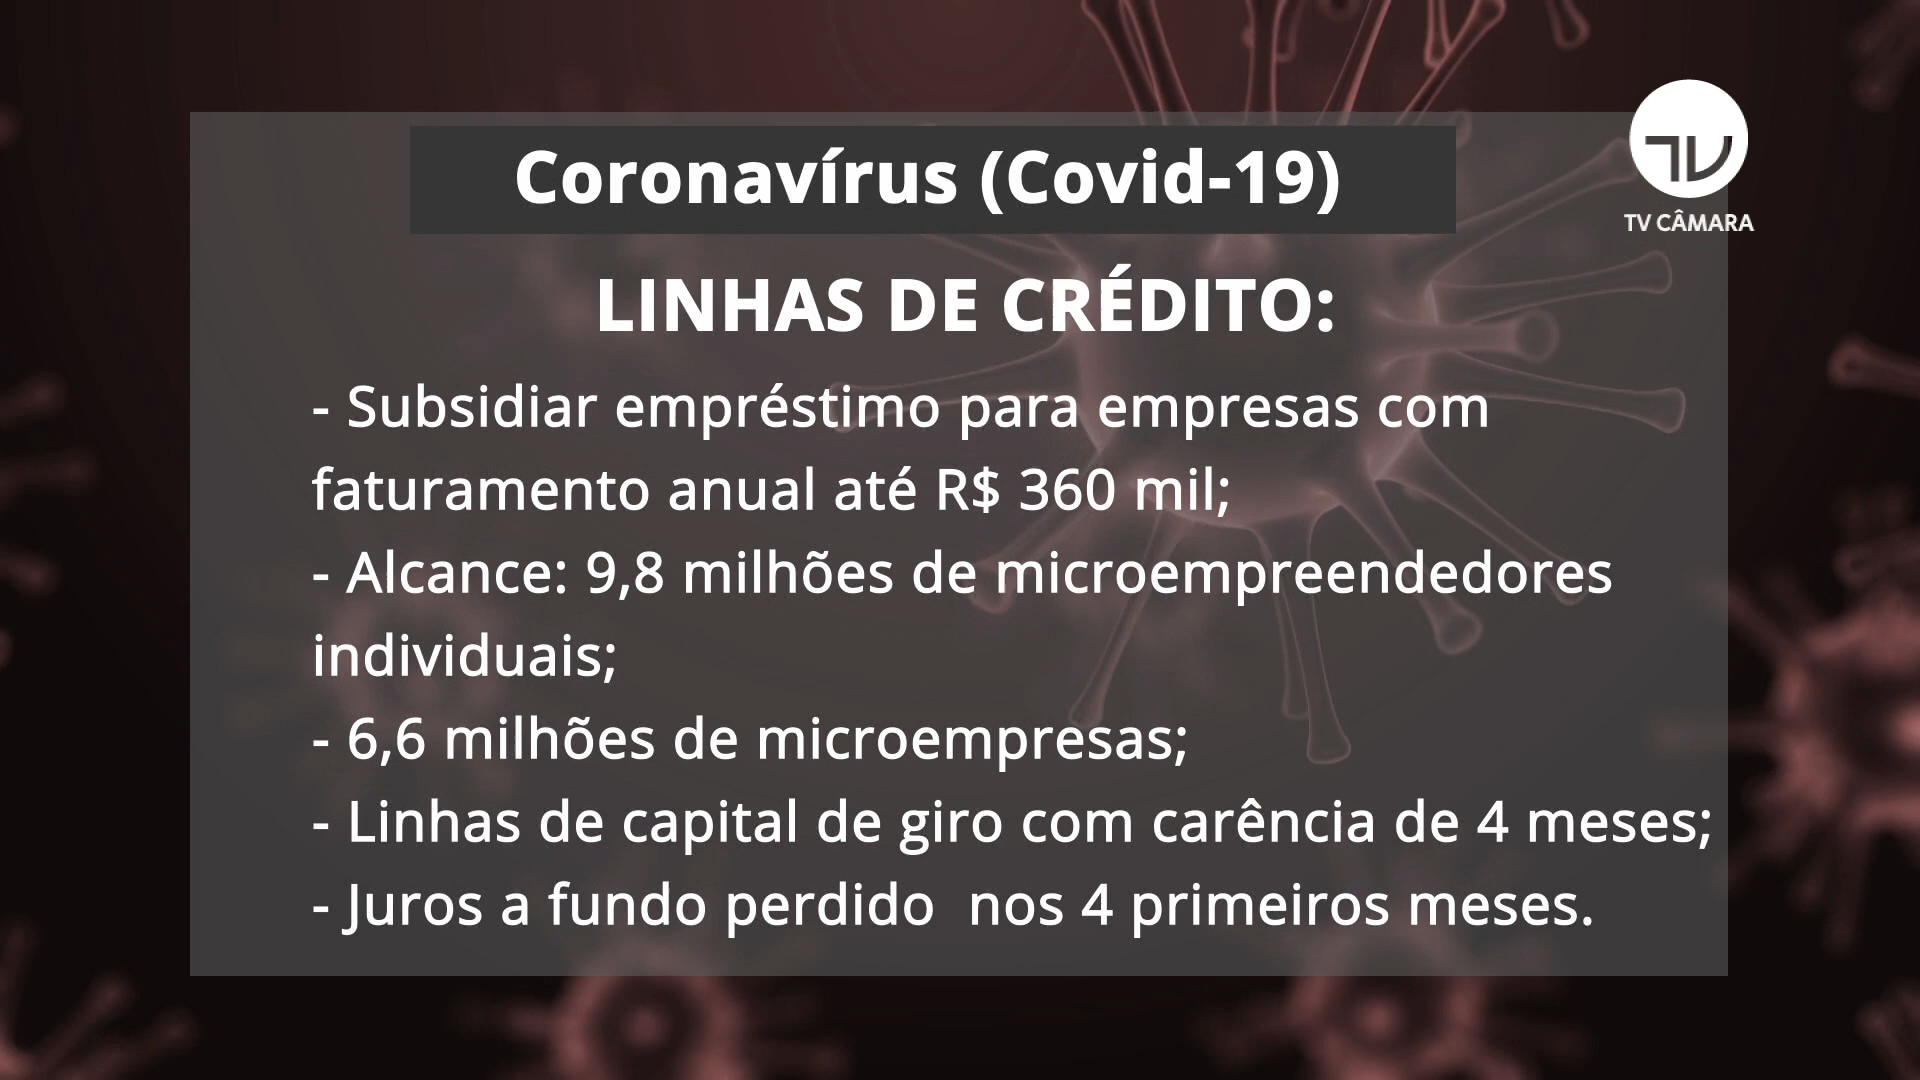 Coronavírus (Covid-19)
TV CÂMARA
LINHAS DE CRÉDITO:
- Subsidiar empréstimo para empresas com
faturamento anual até R$ 360 mil;
- Alcance: 9,8 milhões de microempreendedores
individuais;
- 6,6 milhões de microempresas;
- Linhas de capital de giro com carência de 4 meses;
- Juros a fundo perdido  nos 4 primeiros meses.